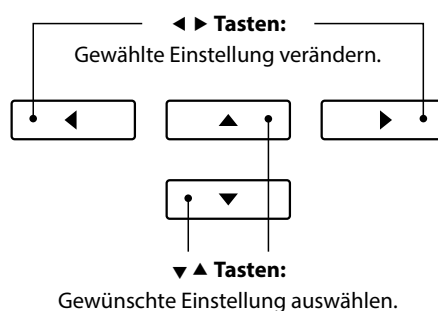 ◀ ▶ Tasten:
Gewählte Einstellung verändern.
◀ ▲ ▶
▼
▼ ▲ Tasten:
Gewünschte Einstellung auswählen.